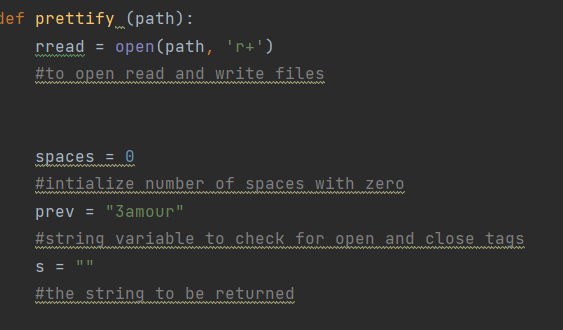 def prettify (path):
rread = open(path, 'r+')
#to open read and write files
spaces = 0
#intialize number of spaces with zero
prev = "3amour"
#string variable to check for open and close tags
s = ""
#the string to be returned